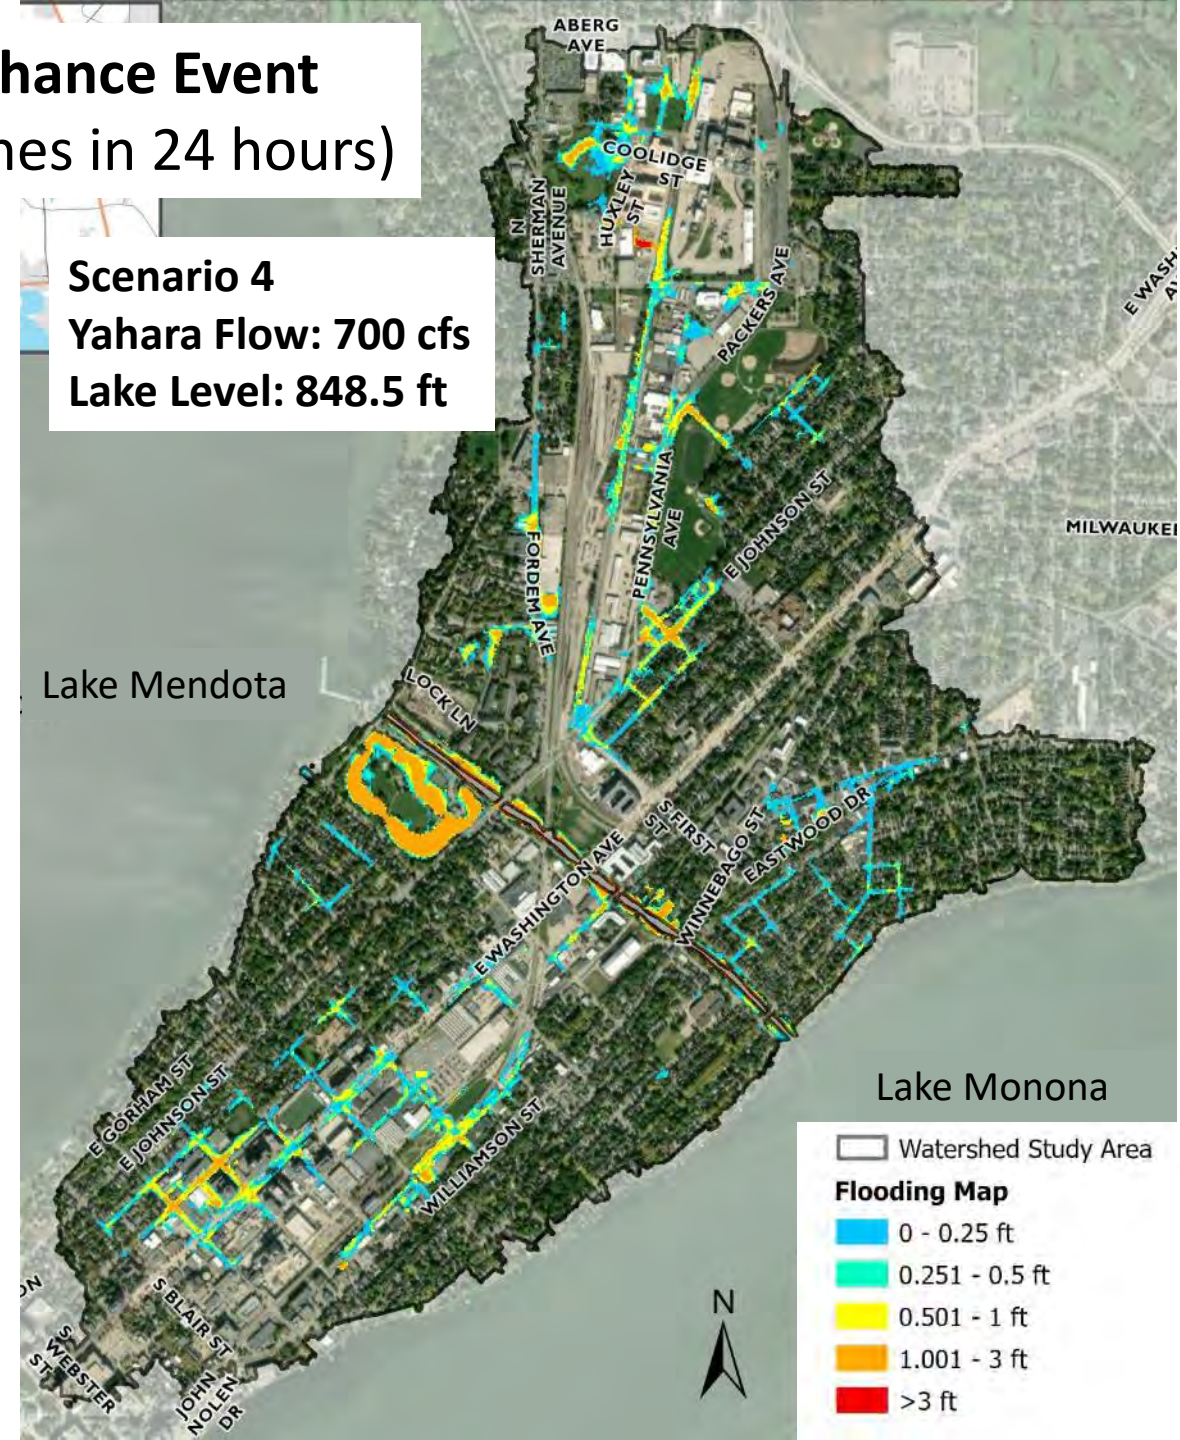 ABERG
AVE
hance Event
nes in 24 hours)
COOLIDGE
ST
HUXLEY
ST
N
SHERMAN
AVENUE
Scenario 4
Yahara Flow: 700 cfs
Lake Level: 848.5 ft
PACKERS AVE
E WASH
AV
PENNSYLVANIA
AVE
E JOHNSON ST
MILWAUKEE
FORDEM AVE
Lake Mendota
LOCK LN
S FIRST
ST
WINNEBAGO ST
EASTWOOD DR
E WASHINGTON AVE
E GORHAM ST
E JOHNSON ST
WILLIAMSON ST
Lake Monona
ON
S BLAIR ST
S
WEBSTER
ST
JOHN
NOLEN
DR
N
Watershed Study Area
Flooding Map
0 - 0.25 ft
0.251 - 0.5 ft
0.501 - 1 ft
1.001 - 3 ft
>3 ft